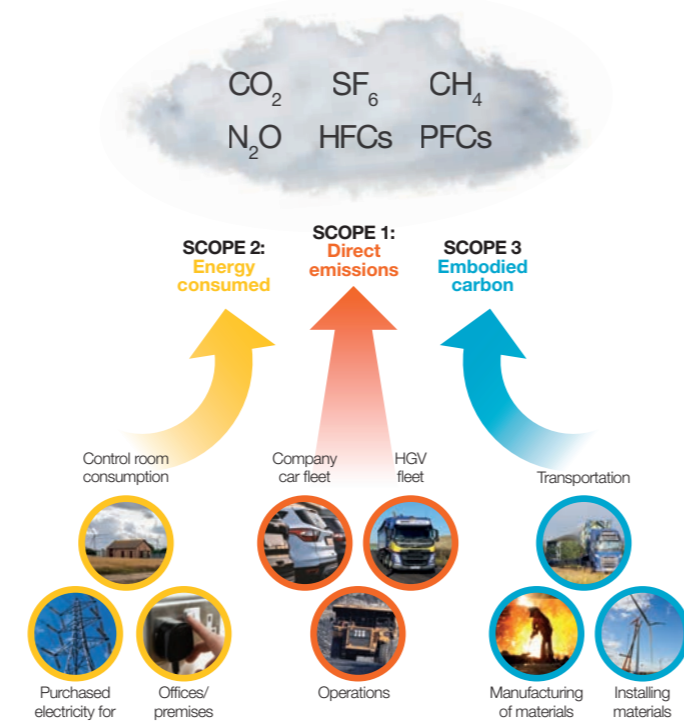 CO₂ SF₆ CH₄
N₂O HFCs PFCs
SCOPE 2:
Energy
consumed
SCOPE 1:
Direct
emissions
SCOPE 3
Embodied
carbon
Control room
consumption
Company
car fleet
HGV
fleet
Transportation
Purchased
electricity for
Offices/
premises
Operations
Manufacturing
of materials
Installing
materials